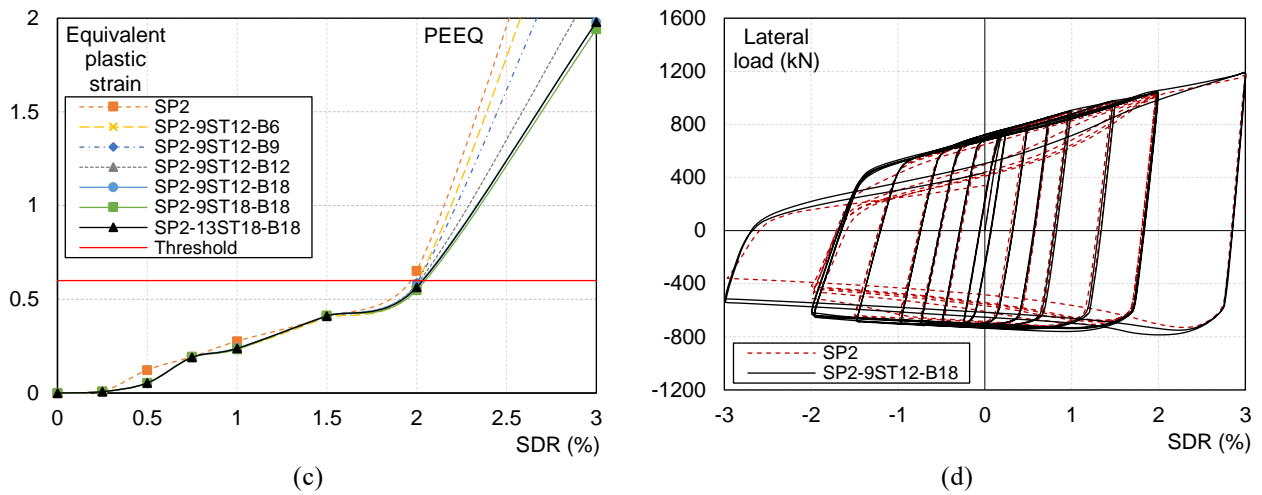 2
1.5
1
0.5
0
Equivalent
plastic
strain
PEEQ
SP2
SP2-9ST12-B6
SP2-9ST12-B9
SP2-9ST12-B12
SP2-9ST12-B18
SP2-9ST18-B18
SP2-13ST18-B18
Threshold
0 0.5 1 1.5 2 2.5 3
SDR (%)
(c)
1600
1200
800
400
0
-400
-800
-1200
Lateral
load (kN)
SP2
SP2-9ST12-B18
-3 -2 -1 0 1 2 3
SDR (%)
(d)